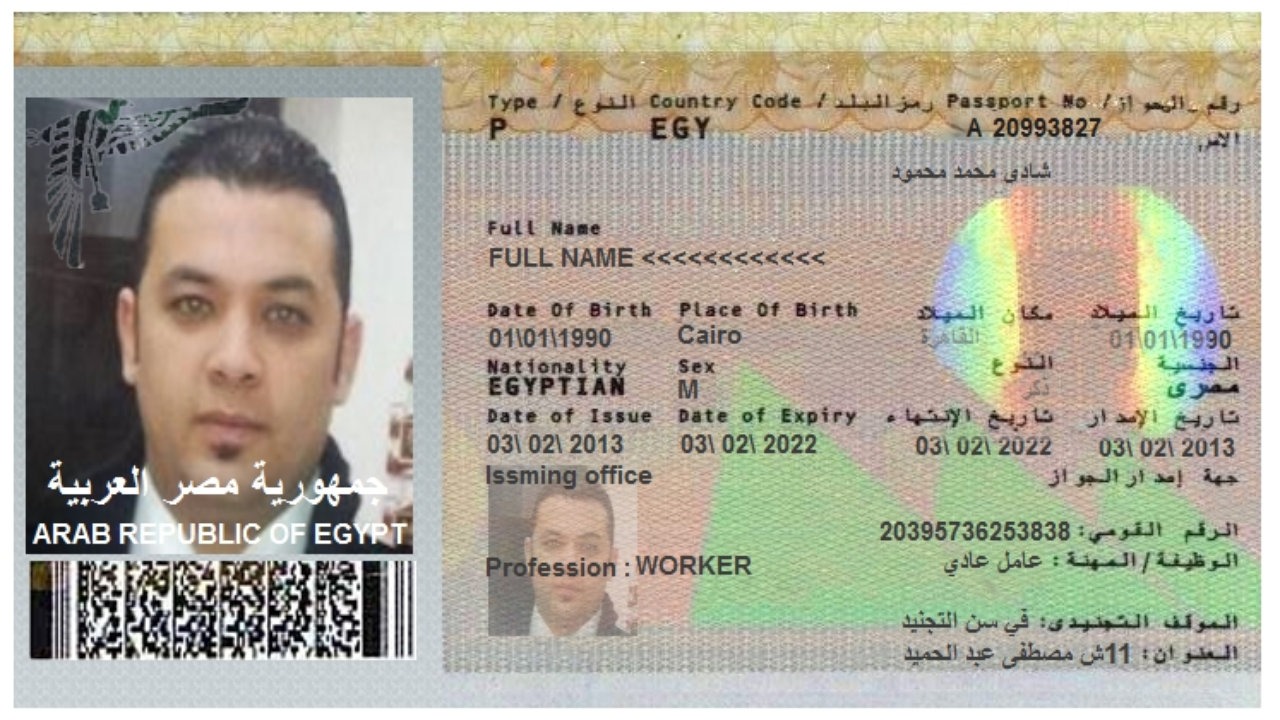 Type / النوع Country Code / رمز البلد Passport No / رقم الجواز
P EGY A 20993827
الاسم
شادى محمد محمود
Full Name
FULL NAME <<<<<<<<<<<<
Date Of Birth Place Of Birth مكان الميلاد تاريخ الميلاد
01\01\1990 Cairo القاهرة 01\01\1990
Nationality Sex النوع الجنسية
EGYPTIAN M ذكر مصرى
Date of Issue Date of Expiry تاريخ الإنتهاء تاريخ الإصدار
03\ 02\ 2013 03\ 02\ 2022 03\ 02\ 2022 03\ 02\ 2013
Issming office جهة إصدار الجواز
جمهورية مصر العربية
ARAB REPUBLIC OF EGYPT
الرقم القومي: 20395736253838
Profession : WORKER الوظيفة / المهنة : عامل عادي
الموقف التجنيدى: في سن التجنيد
العنوان: 11ش مصطفى عبد الحميد